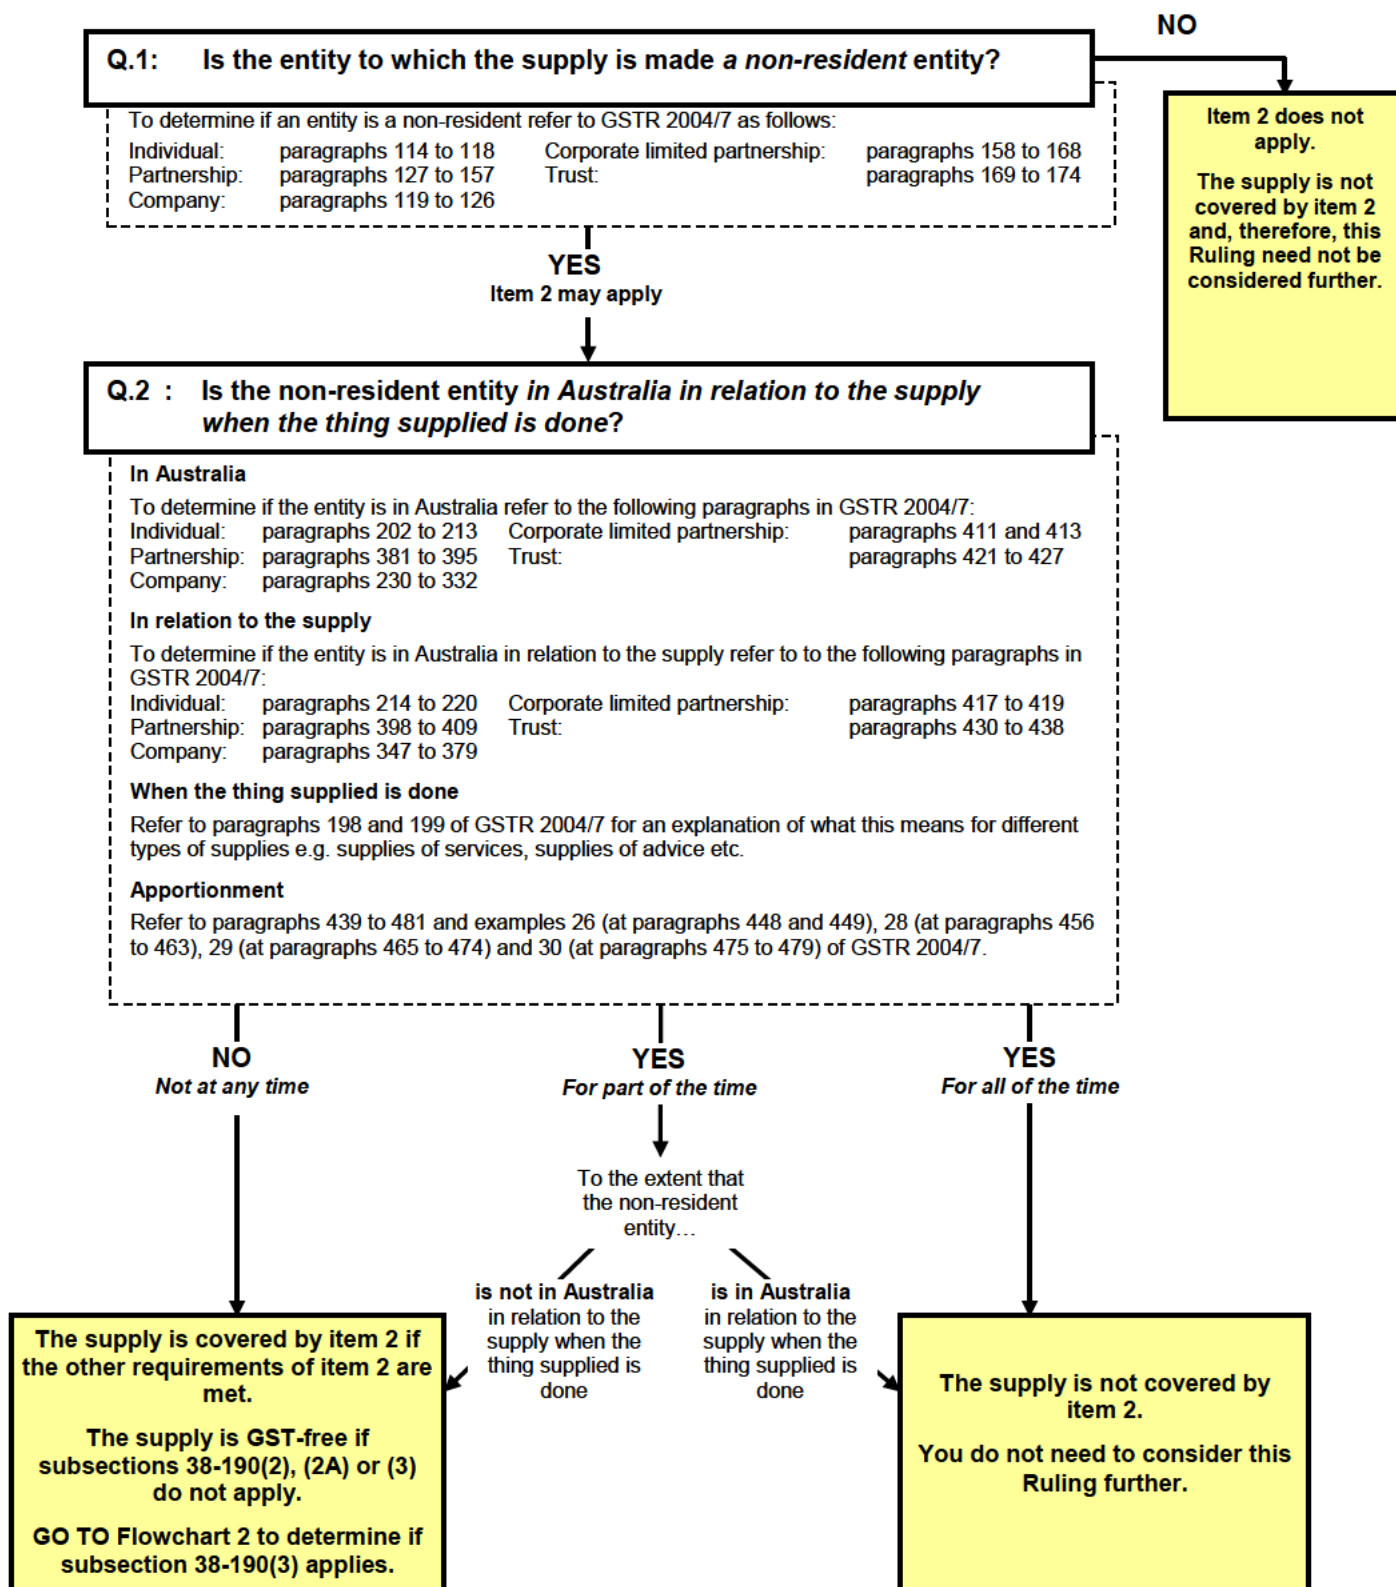 NO
Q.1: Is the entity to which the supply is made a non-resident entity?
To determine if an entity is a non-resident refer to GSTR 2004/7 as follows:
Individual: paragraphs 114 to 118 Corporate limited partnership: paragraphs 158 to 168
Partnership: paragraphs 127 to 157 Trust: paragraphs 169 to 174
Company: paragraphs 119 to 126
Item 2 does not
apply.
The supply is not
covered by item 2
and, therefore, this
Ruling need not be
considered further.
YES
Item 2 may apply
Q.2 : Is the non-resident entity in Australia in relation to the supply
when the thing supplied is done?
In Australia
To determine if the entity is in Australia refer to the following paragraphs in GSTR 2004/7:
Individual: paragraphs 202 to 213 Corporate limited partnership: paragraphs 411 and 413
Partnership: paragraphs 381 to 395 Trust: paragraphs 421 to 427
Company: paragraphs 230 to 332
In relation to the supply
To determine if the entity is in Australia in relation to the supply refer to to the following paragraphs in
GSTR 2004/7:
Individual: paragraphs 214 to 220 Corporate limited partnership: paragraphs 417 to 419
Partnership: paragraphs 398 to 409 Trust: paragraphs 430 to 438
Company: paragraphs 347 to 379
When the thing supplied is done
Refer to paragraphs 198 and 199 of GSTR 2004/7 for an explanation of what this means for different
types of supplies e.g. supplies of services, supplies of advice etc.
Apportionment
Refer to paragraphs 439 to 481 and examples 26 (at paragraphs 448 and 449), 28 (at paragraphs 456
to 463), 29 (at paragraphs 465 to 474) and 30 (at paragraphs 475 to 479) of GSTR 2004/7.
NO
Not at any time
YES
For part of the time
YES
For all of the time
To the extent that
the non-resident
entity…
is not in Australia
in relation to the
supply when the
thing supplied is
done
is in Australia
in relation to the
supply when the
thing supplied is
done
The supply is covered by item 2 if
the other requirements of item 2 are
met.
The supply is GST-free if
subsections 38-190(2), (2A) or (3)
do not apply.
GO TO Flowchart 2 to determine if
subsection 38-190(3) applies.
The supply is not covered by
item 2.
You do not need to consider this
Ruling further.